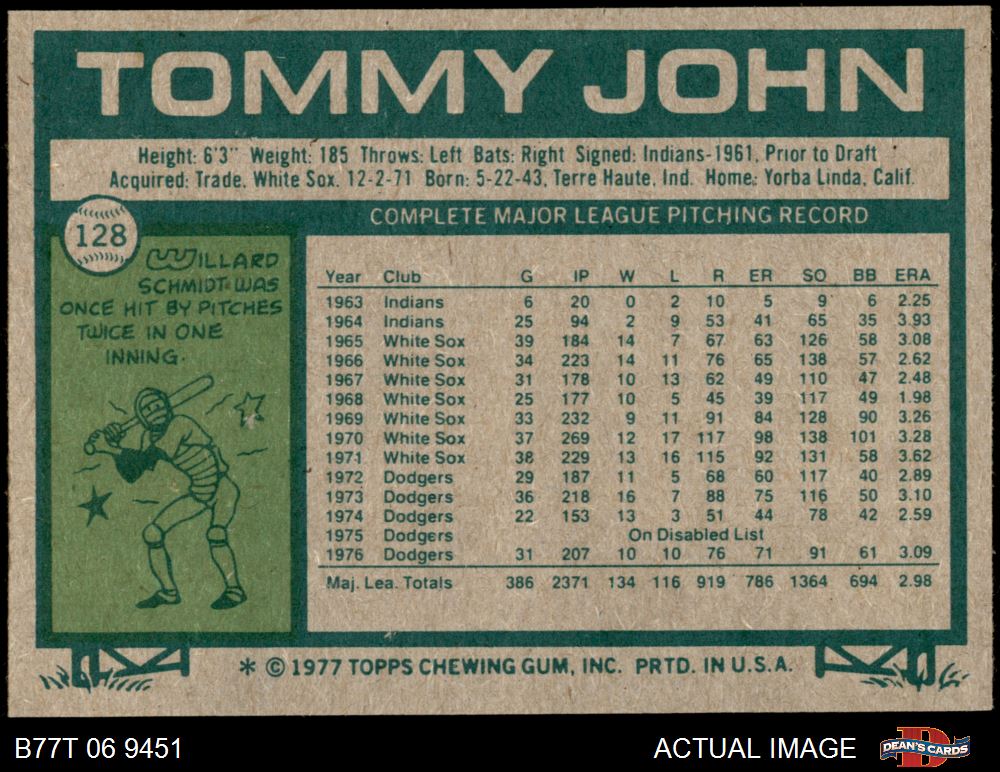 TOMMY JOHN
Height: 6'3" Weight: 185 Throws: Left Bats: Right Signed: Indians-1961, Prior to Draft
Acquired: Trade, White Sox, 12-2-71 Born: 5-22-43, Terre Haute, Ind. Home: Yorba Linda, Calif.
128
WILLARD
SCHMIDT WAS
ONCE HIT BY PITCHES
TWICE IN ONE
INNING.
COMPLETE MAJOR LEAGUE PITCHING RECORD
Year Club G IP W L R ER SO BB ERA
1963 Indians 6 20 0 2 10 5 9 6 2.25
1964 Indians 25 94 2 9 53 41 65 35 3.93
1965 White Sox 39 184 14 7 67 63 126 58 3.08
1966 White Sox 34 223 14 11 76 65 138 57 2.62
1967 White Sox 31 178 10 13 62 49 110 47 2.48
1968 White Sox 25 177 10 5 45 39 117 49 1.98
1969 White Sox 33 232 9 11 91 84 128 90 3.26
1970 White Sox 37 269 12 17 117 98 138 101 3.28
1971 White Sox 38 229 13 16 115 92 131 58 3.62
1972 Dodgers 29 187 11 5 68 60 117 40 2.89
1973 Dodgers 36 218 16 7 88 75 116 50 3.10
1974 Dodgers 22 153 13 3 51 44 78 42 2.59
1975 Dodgers On Disabled List
1976 Dodgers 31 207 10 10 76 71 91 61 3.09
Maj. Lea. Totals 386 2371 134 116 919 786 1364 694 2.98
* © 1977 TOPPS CHEWING GUM, INC. PRTD. IN U.S.A.
B77T 06 9451
ACTUAL IMAGE
D
DEAN'S CARDS